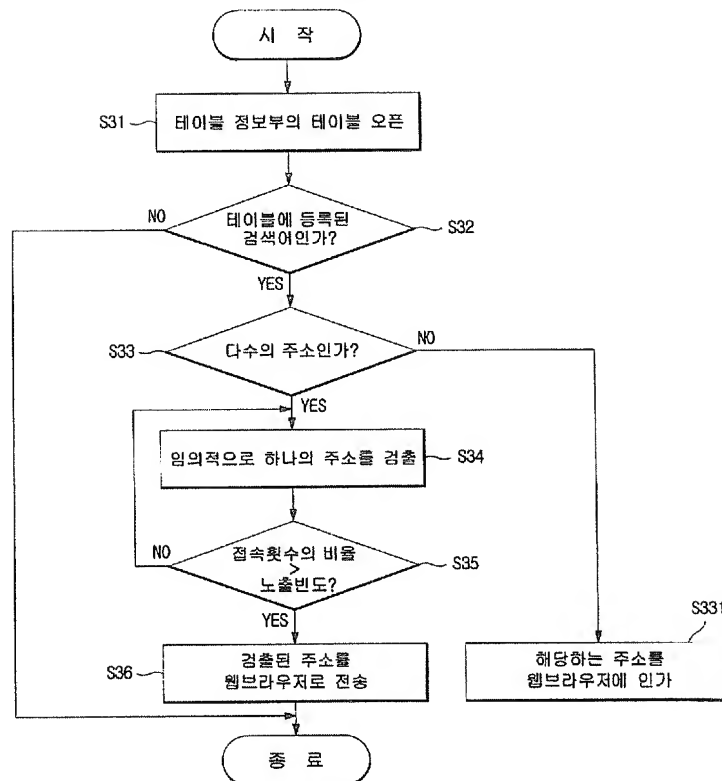 시 작
S31
테이블 정보부의 테이블 오픈
NO
테이블에 등록된
검색어인가?
S32
YES
S33
다수의 주소인가?
NO
YES
임의적으로 하나의 주소를 검출
S34
NO
접속횟수의 비율
>
노출빈도?
S35
YES
S36
검출된 주소를
웹브라우저로 전송
S331
해당하는 주소를
웹브라우저에 인가
종 료